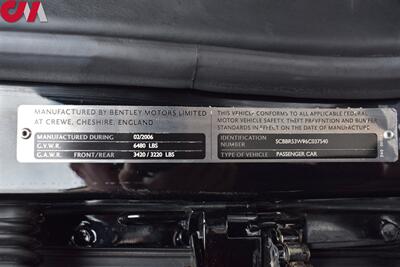 CM
MANUFACTURED BY BENTLEY MOTORS LIMITED
AT CREWE, CHESHIRE, ENGLAND
MANUFACTURED DURING 02/2006
G.V.W.R. 6480 LBS
G.A.W.R. FRONT/REAR 3420 / 3220 LBS
THIS VEHICLE CONFORMS TO ALL APPLICABLE FEDERAL
MOTOR VEHICLE SAFETY, THEFT PREVENTION AND BUMPER
STANDARDS IN EFFECT ON THE DATE OF MANUFACTURE.
IDENTIFICATION
NUMBER SCBBR53W96C037540
TYPE OF VEHICLE PASSENGER CAR